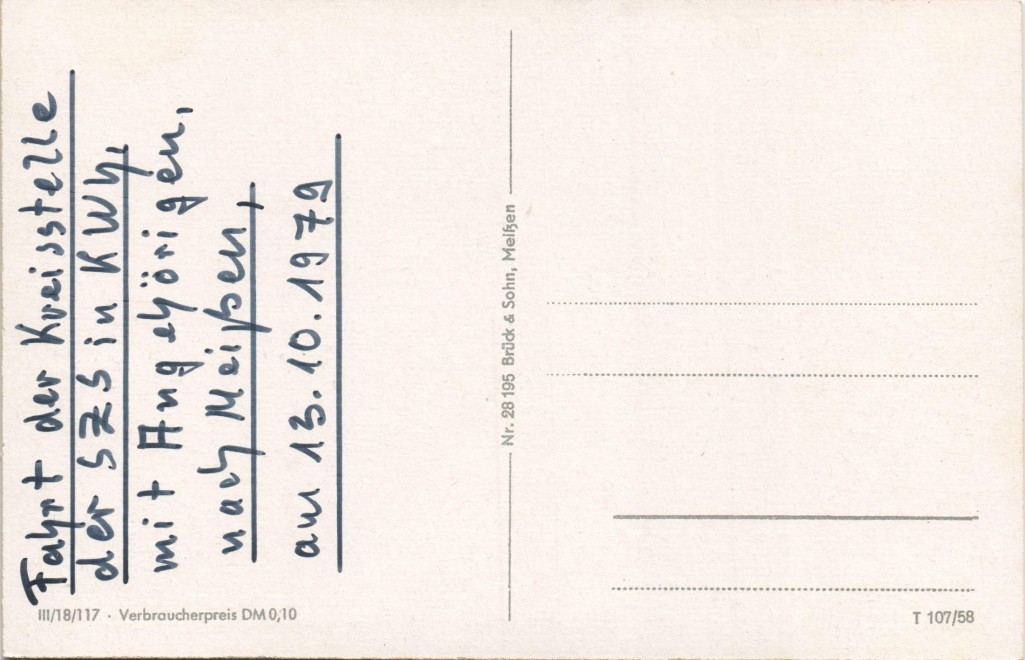 Fahrt der Kreisstelle
der SZS in KWh,
mit Angehörigen,
nach Meißen,
am 13.10.1979
Nr. 28 195 Brück & Sohn, Meißen
III/18/117 · Verbraucherpreis DM 0,10
T 107/58